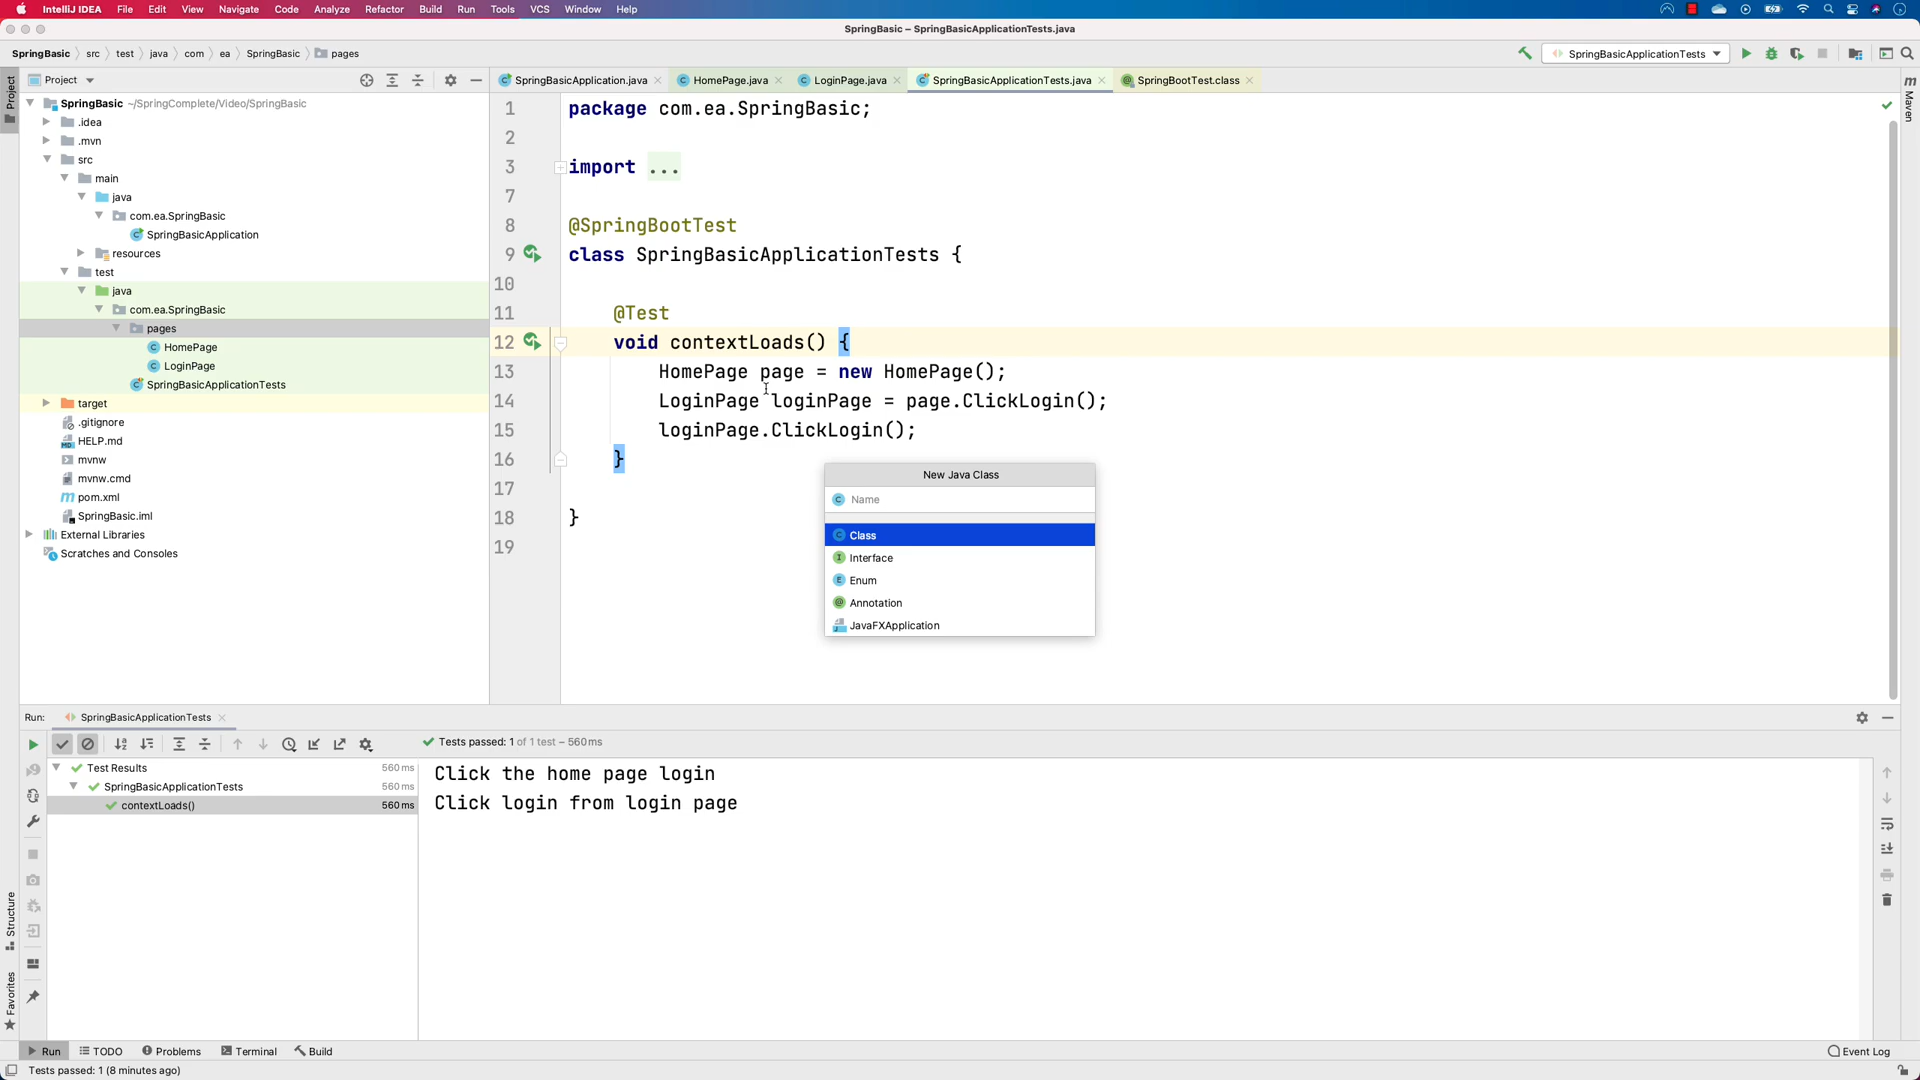 IntelliJ IDEA File Edit View Navigate Code Analyze Refactor Build Run Tools VCS Window Help
SpringBasic – SpringBasicApplicationTests.java
SpringBasic src test java com ea SpringBasic pages
SpringBasicApplicationTests
Project
SpringBasicApplication.java HomePage.java LoginPage.java SpringBasicApplicationTests.java SpringBootTest.class
Project
Maven
SpringBasic ~/SpringComplete/Video/SpringBasic
.idea
.mvn
src
main
java
com.ea.SpringBasic
SpringBasicApplication
resources
test
java
com.ea.SpringBasic
pages
HomePage
LoginPage
SpringBasicApplicationTests
target
.gitignore
HELP.md
mvnw
mvnw.cmd
pom.xml
SpringBasic.iml
External Libraries
Scratches and Consoles
1 package com.ea.SpringBasic;
2
3 import ...
7
8 @SpringBootTest
9 class SpringBasicApplicationTests {
10
11 @Test
12 void contextLoads() {
13 HomePage page = new HomePage();
14 LoginPage loginPage = page.ClickLogin();
15 loginPage.ClickLogin();
16 }
17
18 }
19
New Java Class
Name
Class
Interface
Enum
Annotation
JavaFXApplication
Run: SpringBasicApplicationTests
Tests passed: 1 of 1 test – 560 ms
Test Results 560 ms
SpringBasicApplicationTests 560 ms
contextLoads() 560 ms
Click the home page login
Click login from login page
Structure
Favorites
Run TODO Problems Terminal Build Event Log
Tests passed: 1 (8 minutes ago)